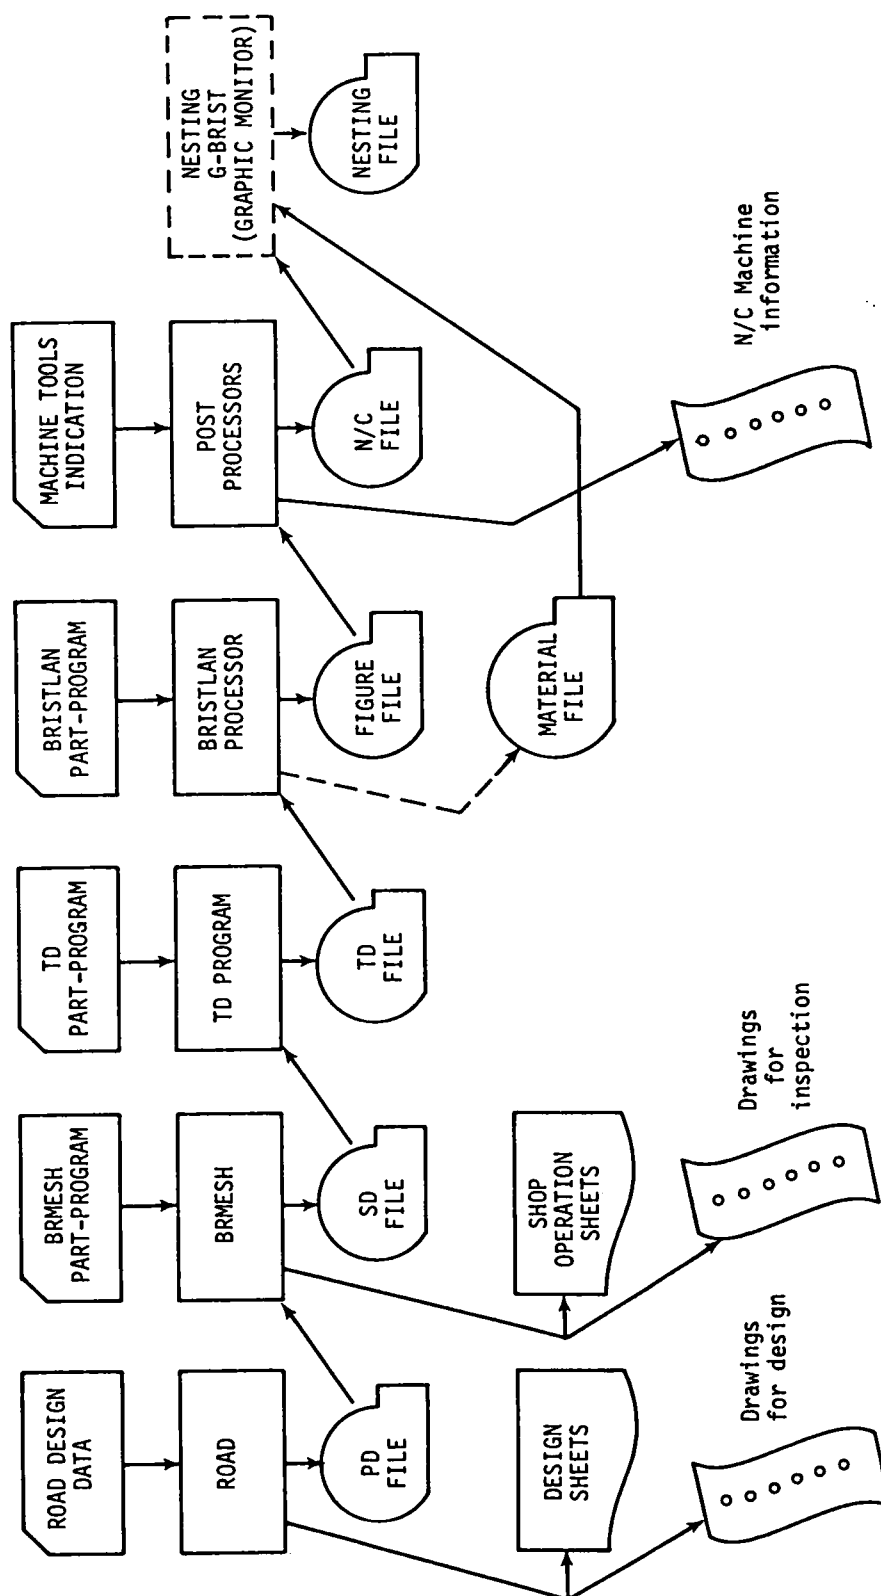 ROAD DESIGN
DATA
BRMESH
PART-PROGRAM
TD
PART-PROGRAM
BRISTLAN
PART-PROGRAM
MACHINE TOOLS
INDICATION
ROAD
BRMESH
TD PROGRAM
BRISTLAN
PROCESSOR
POST
PROCESSORS
NESTING
G-BRIST
(GRAPHIC MONITOR)
PD
FILE
SD
FILE
TD
FILE
FIGURE
FILE
N/C
FILE
NESTING
FILE
DESIGN
SHEETS
SHOP
OPERATION
SHEETS
MATERIAL
FILE
Drawings
for design
Drawings
for
inspection
N/C Machine
information